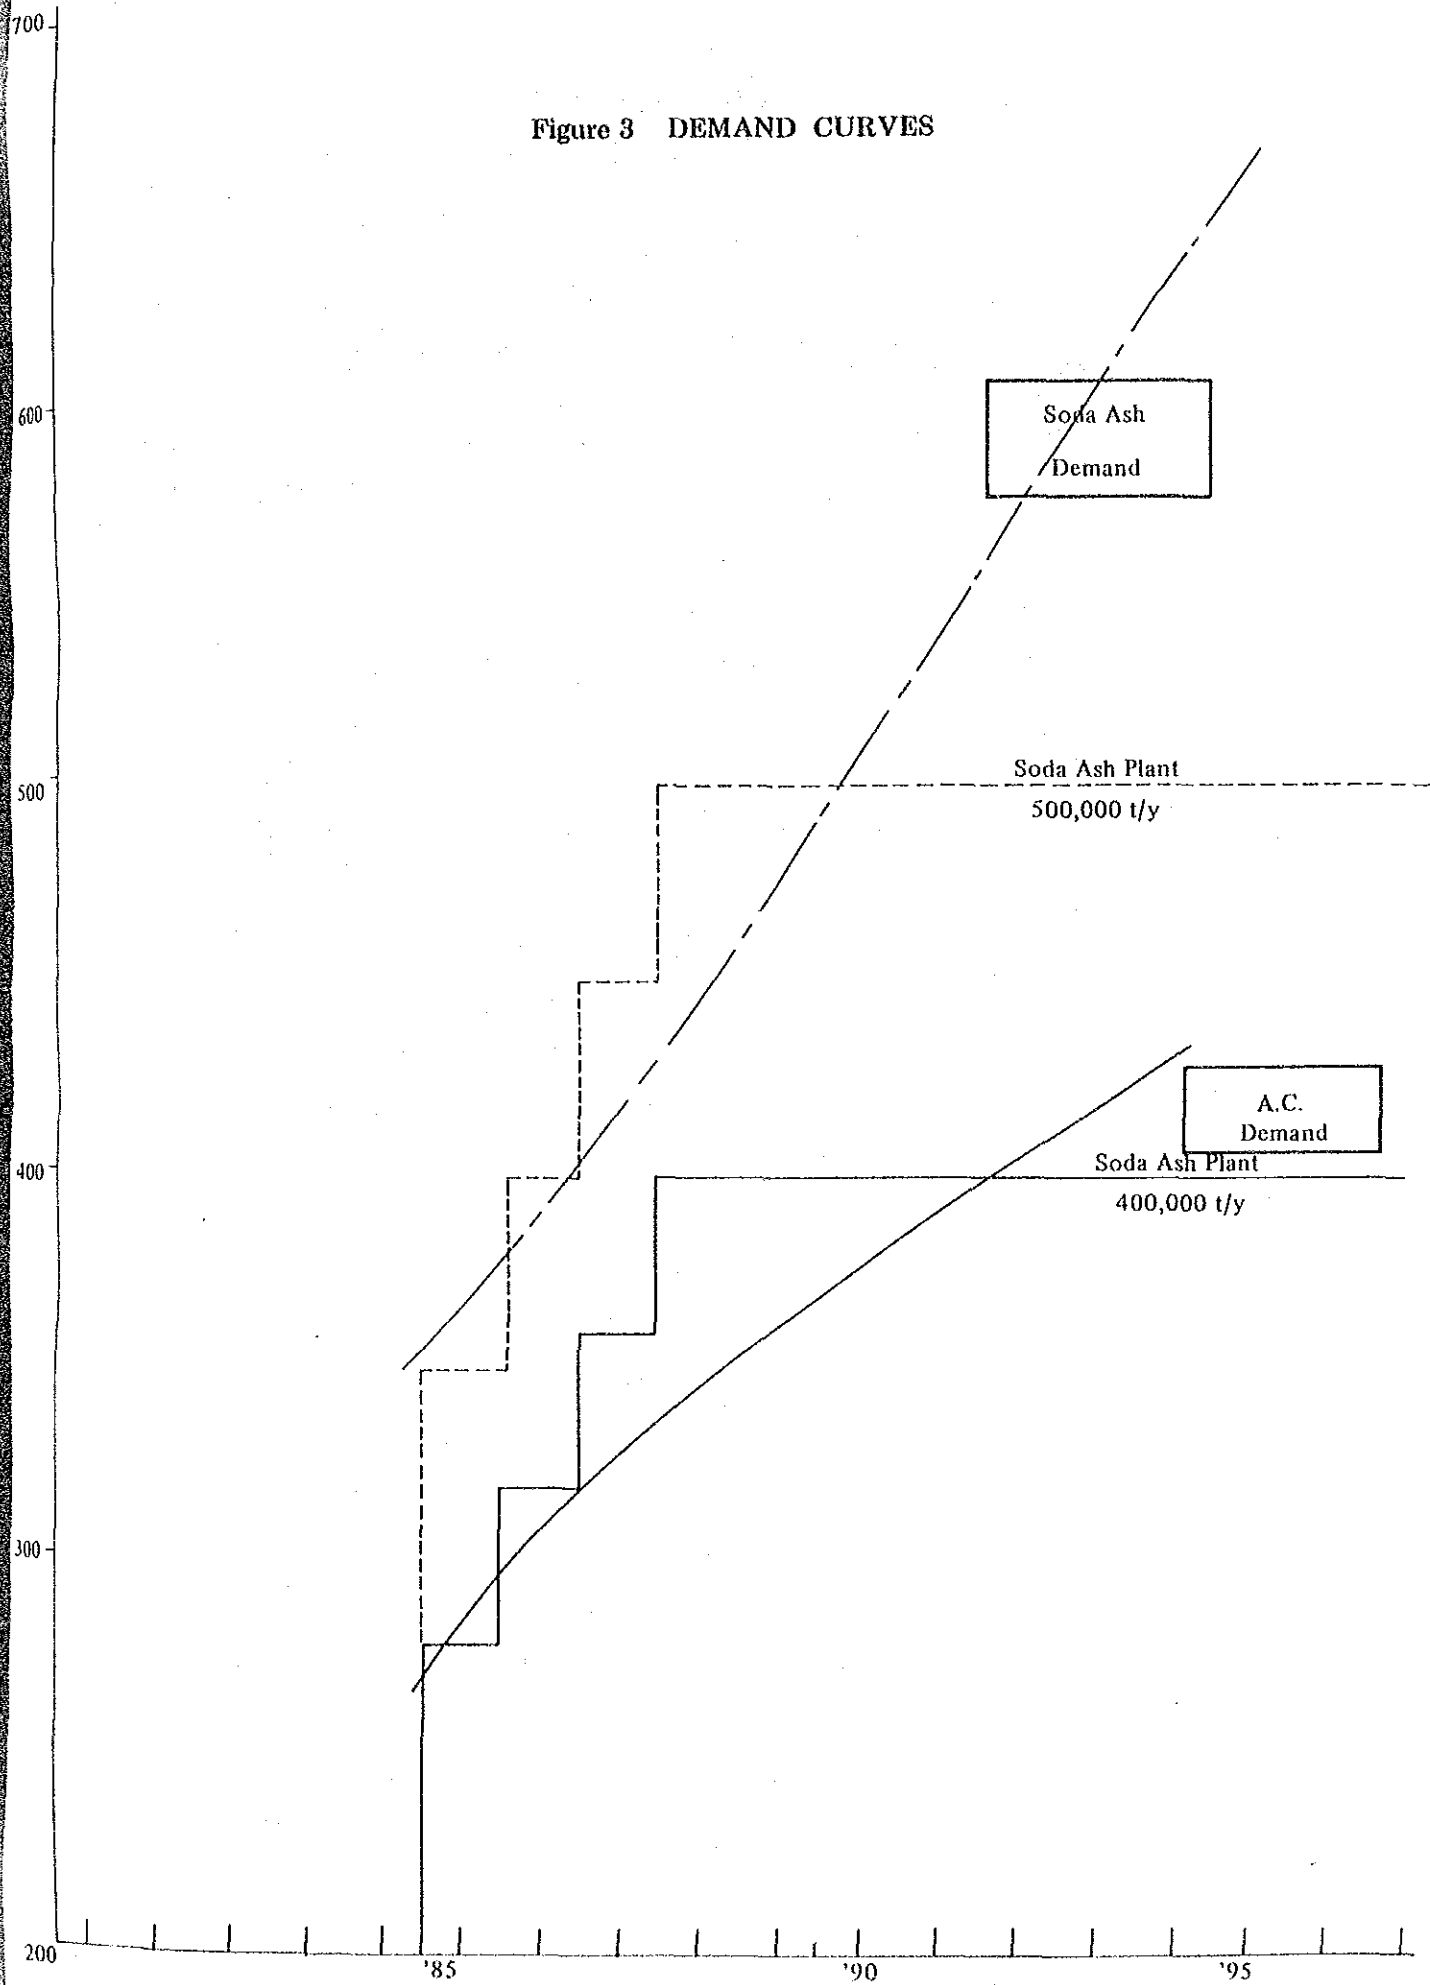 700
Figure 3 DEMAND CURVES
600
Soda Ash
Demand
Soda Ash Plant
500
500,000 t/y
A.C.
Demand
400
Soda Ash Plant
400,000 t/y
300
200
'85
'90
'95